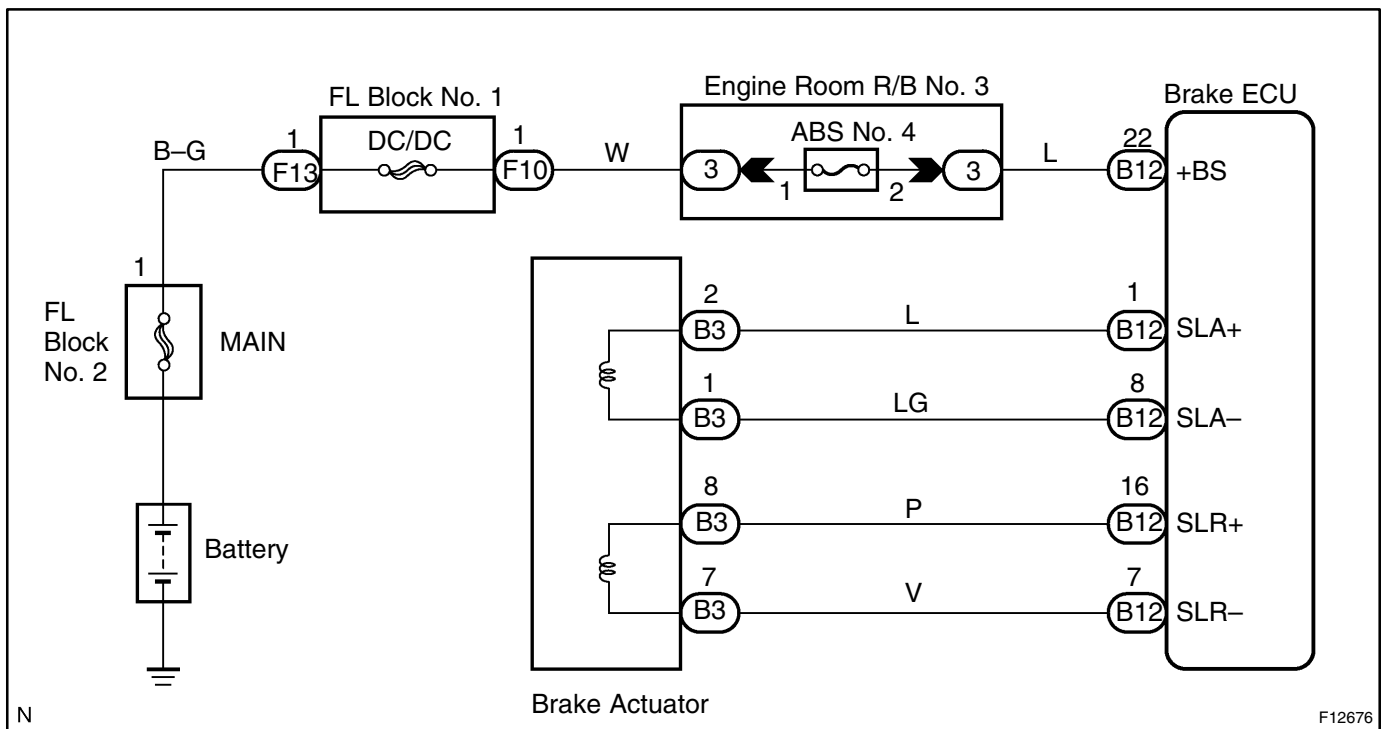 Engine Room R/B No. 3
FL Block No. 1
Brake ECU
DC/DC
ABS No. 4
B–G
1
F13
1
F10
W
3
1
2
3
L
22
B12
+BS
1
FL
Block
No. 2
MAIN
2
B3
L
1
B12
SLA+
1
B3
LG
8
B12
SLA–
8
B3
P
16
B12
SLR+
Battery
7
B3
V
7
B12
SLR–
Brake Actuator
N
F12676